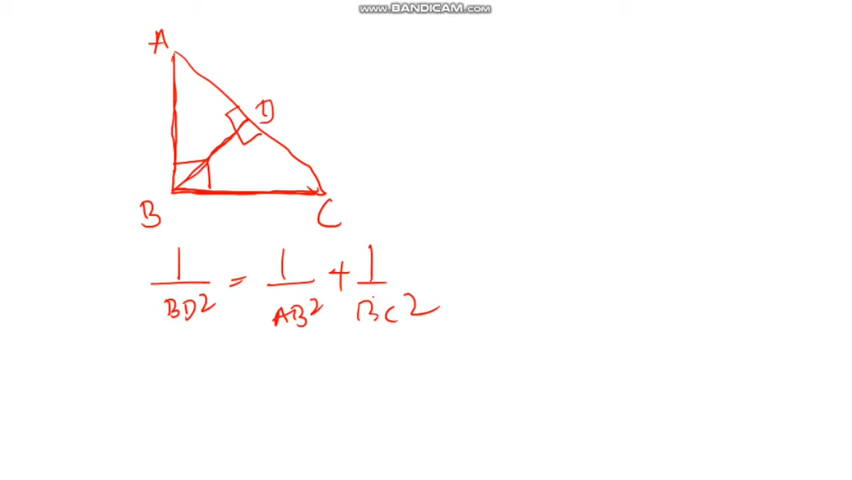 www.BANDICAM.com
A
D
B
C
1/BD² = 1/AB² + 1/BC²